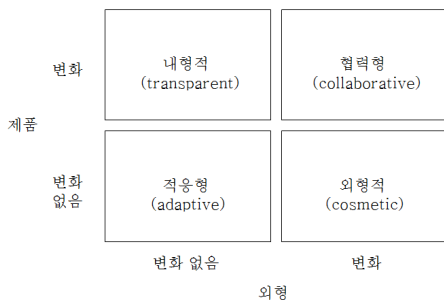 변화
내형적
(transparent)
협력형
(collaborative)
제품
변화
없음
적응형
(adaptive)
외형적
(cosmetic)
변화 없음
변화
외형